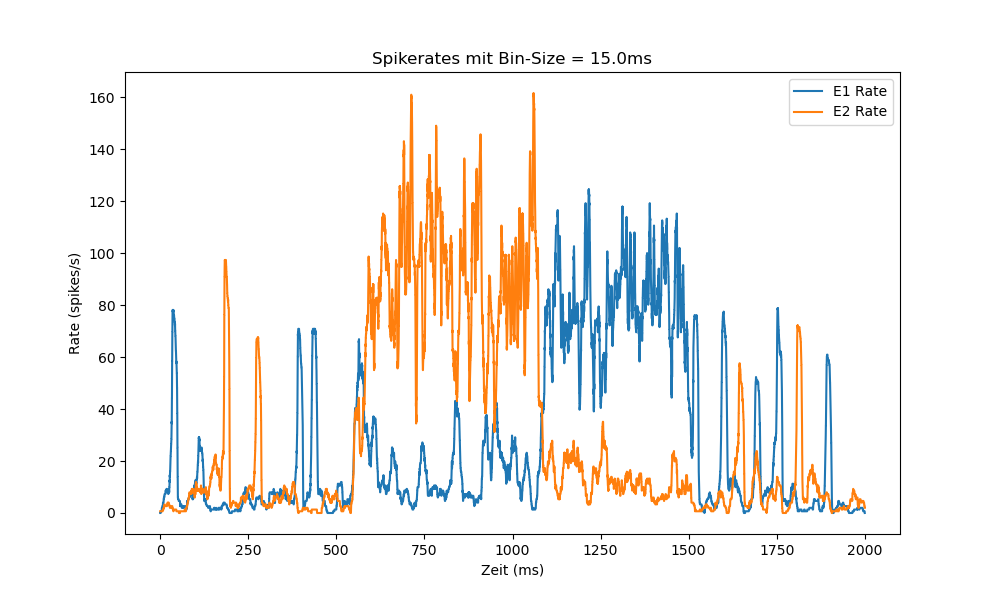 Spikerates mit Bin-Size = 15.0ms
E1 Rate
E2 Rate
Rate (spikes/s)
160
140
120
100
80
60
40
20
0
0 250 500 750 1000 1250 1500 1750 2000
Zeit (ms)